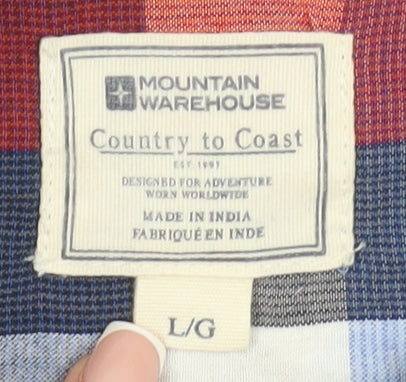 MOUNTAIN
WAREHOUSE
Country to Coast
EST 1997
DESIGNED FOR ADVENTURE
WORN WORLDWIDE
MADE IN INDIA
FABRIQUÉ EN INDE
L/G